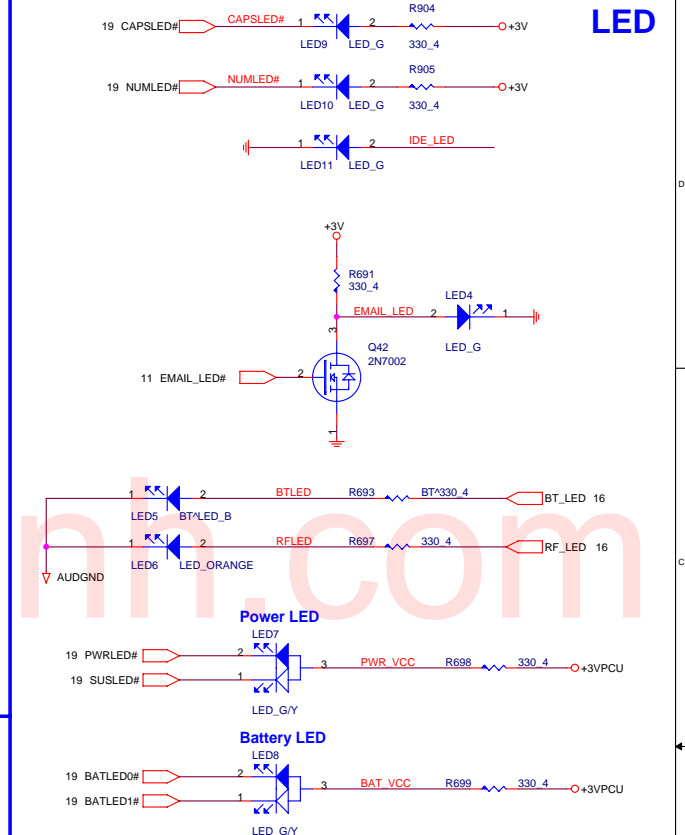 LED
R904
19 CAPSLED# CAPSLED# 1 2 +3V
LED9 LED_G 330_4
R905
19 NUMLED# NUMLED# 1 2 +3V
LED10 LED_G 330_4
1 2 IDE_LED
LED11 LED_G
D
+3V
R691
330_4
LED4
EMAIL_LED 2 1
3
LED_G
Q42
2N7002
11 EMAIL_LED# 2
1
1 2 BTLED R693 BT^330_4 BT_LED 16
LED5 BT^LED_B
1 2 RFLED R697 330_4 RF_LED 16
LED6 LED_ORANGE
C
AUDGND
nh.com
Power LED
LED7
19 PWRLED# 2
3 PWR_VCC R698 330_4 +3VPCU
19 SUSLED# 1
LED_G/Y
Battery LED
LED8
19 BATLED0# 2
3 BAT_VCC R699 330_4 +3VPCU
19 BATLED1# 1
LED_G/Y